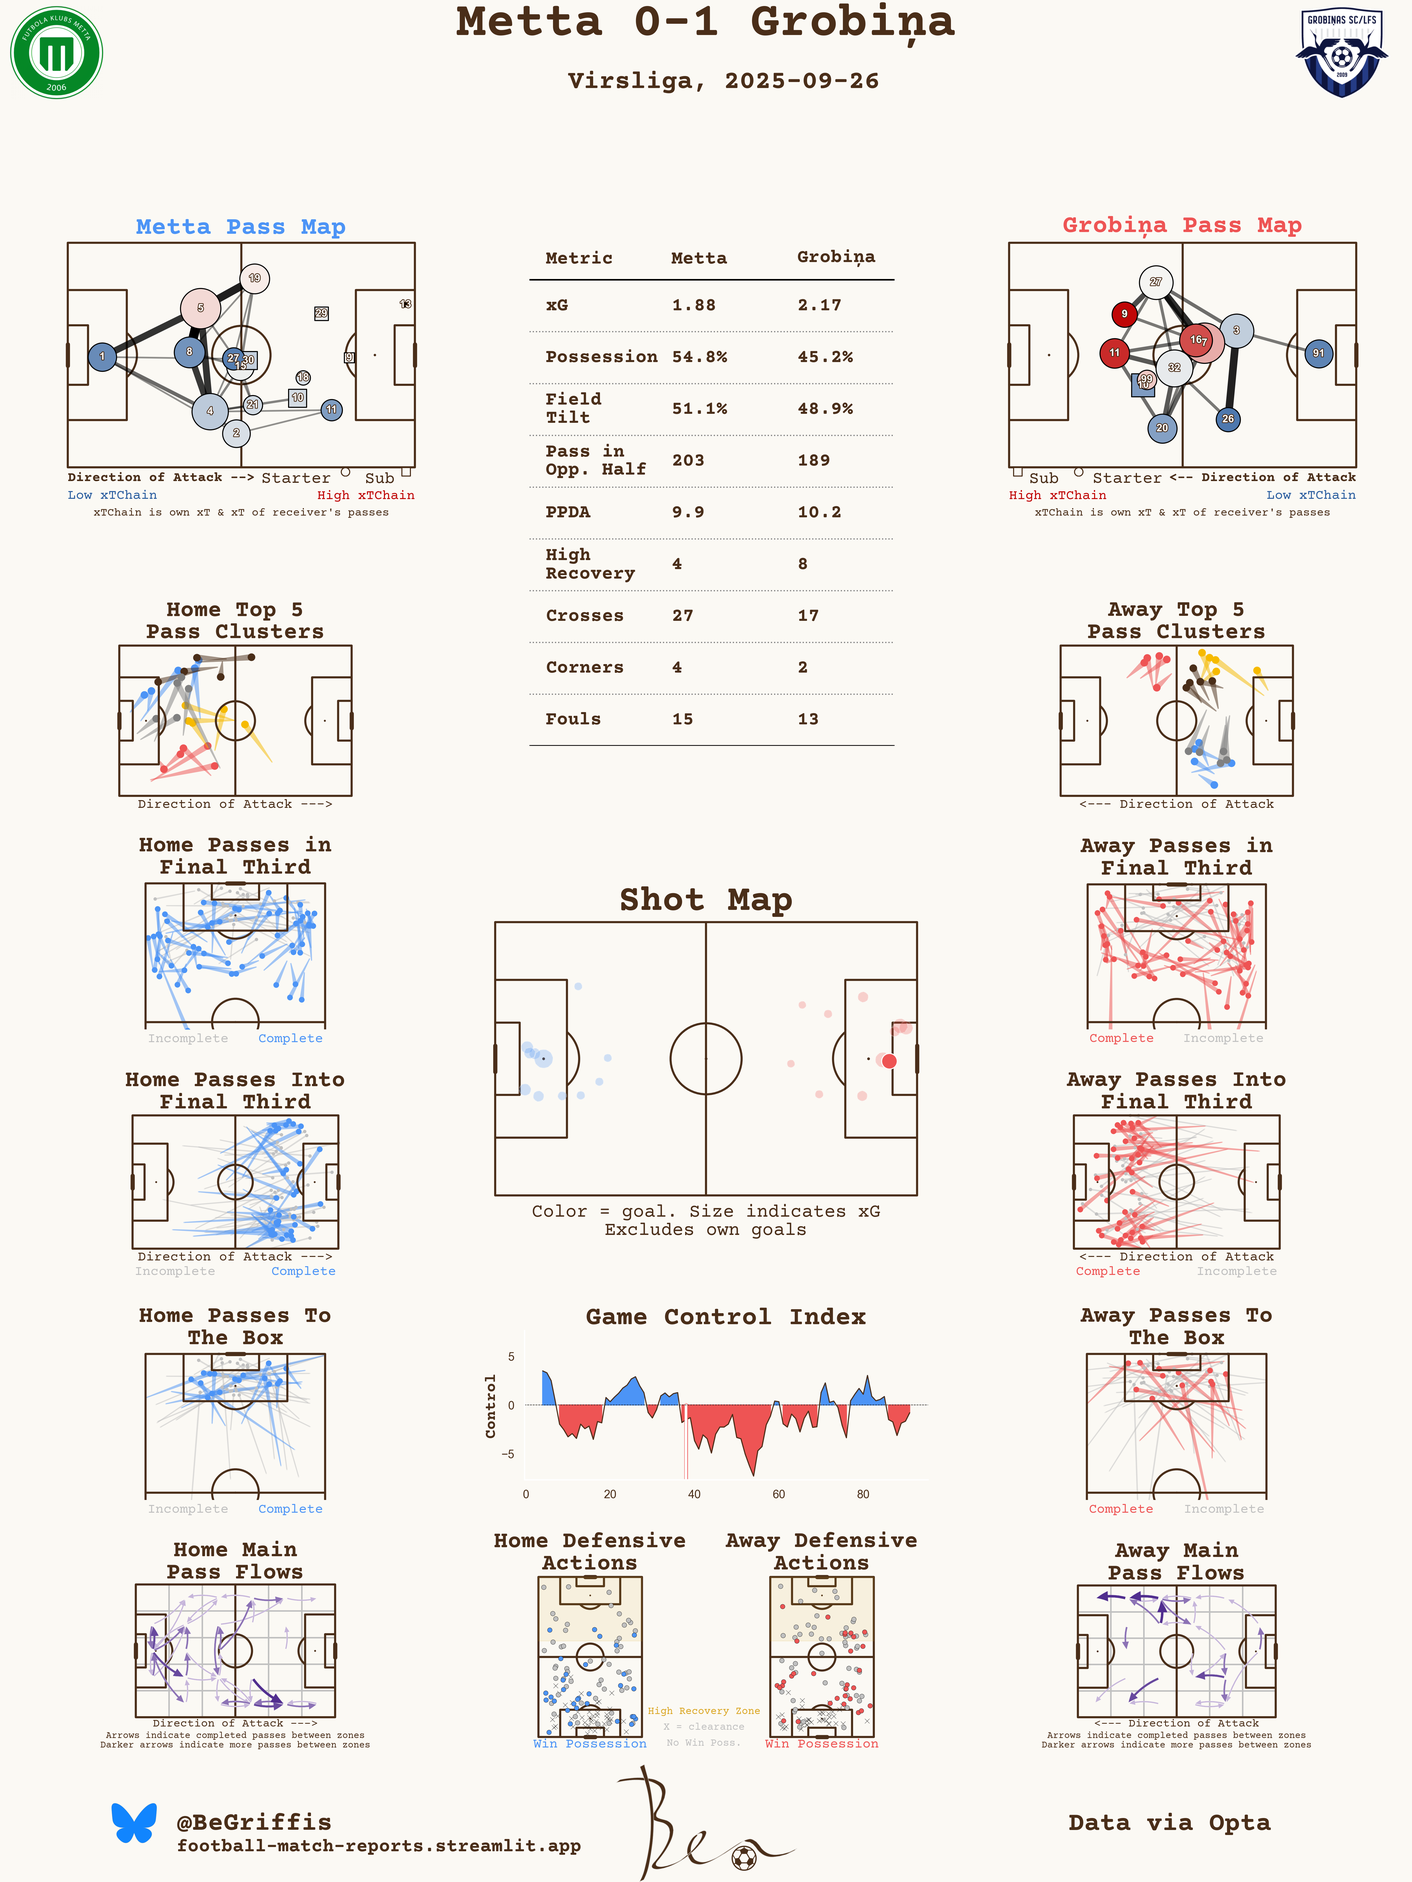 Metta 0-1 Grobiņa
Virsliga, 2025-09-26
FUTBOLA KLUBS METTA
2006
GROBIŅAS SC/LFS
2009
Metta Pass Map
19
5
13
29
1
8
27
30
15
9
18
10
21
4
11
2
Direction of Attack --> Starter Sub
Low xTChain High xTChain
xTChain is own xT & xT of receiver's passes
Metric Metta Grobiņa
xG 1.88 2.17
Possession 54.8% 45.2%
Field
Tilt 51.1% 48.9%
Pass in
Opp. Half 203 189
PPDA 9.9 10.2
High
Recovery 4 8
Crosses 27 17
Corners 4 2
Fouls 15 13
Grobiņa Pass Map
27
9
3
16
7
11
91
32
99
10
26
20
Sub Starter <-- Direction of Attack
High xTChain Low xTChain
xTChain is own xT & xT of receiver's passes
Home Top 5
Pass Clusters
Direction of Attack --->
Away Top 5
Pass Clusters
<--- Direction of Attack
Home Passes in
Final Third
Incomplete Complete
Shot Map
Color = goal. Size indicates xG
Excludes own goals
Away Passes in
Final Third
Complete Incomplete
Home Passes Into
Final Third
Direction of Attack --->
Incomplete Complete
Away Passes Into
Final Third
<--- Direction of Attack
Complete Incomplete
Home Passes To
The Box
Incomplete Complete
Game Control Index
Control
5
0
−5
0 20 40 60 80
Away Passes To
The Box
Complete Incomplete
Home Main
Pass Flows
Direction of Attack --->
Arrows indicate completed passes between zones
Darker arrows indicate more passes between zones
Home Defensive
Actions
Win Possession
High Recovery Zone
X = clearance
No Win Poss.
Away Defensive
Actions
Win Possession
Away Main
Pass Flows
<--- Direction of Attack
Arrows indicate completed passes between zones
Darker arrows indicate more passes between zones
@BeGriffis
football-match-reports.streamlit.app
Ben
Data via Opta